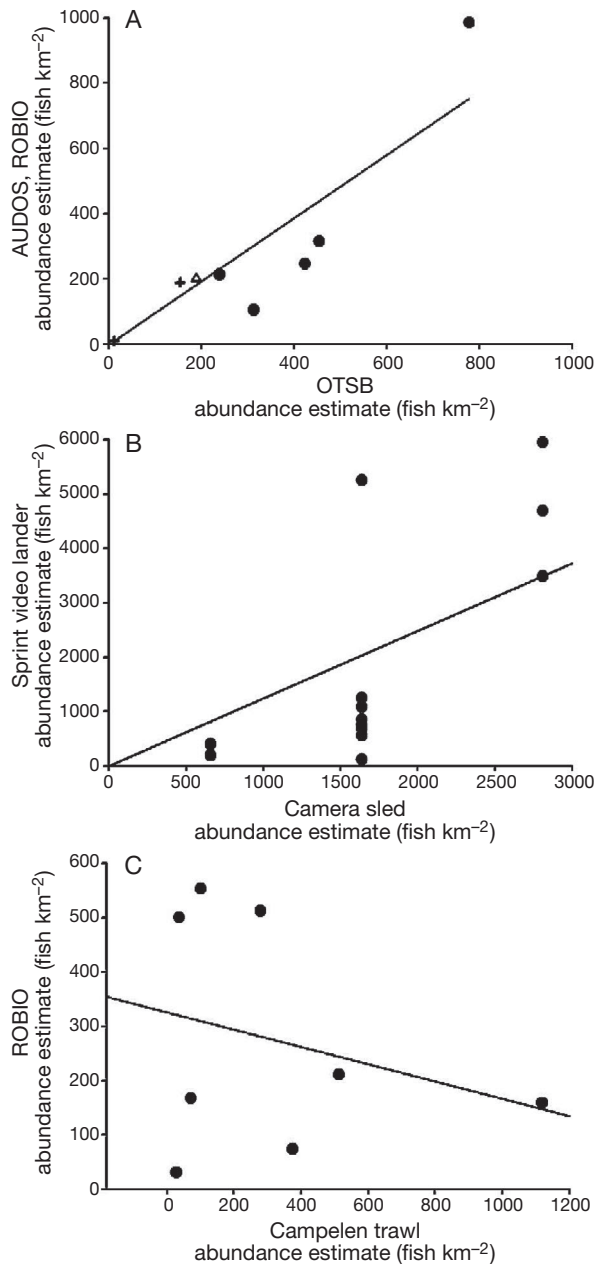 A
AUDOS, ROBIO
abundance estimate (fish km⁻²)
1000
800
600
400
200
0
0 200 400 600 800 1000
OTSB
abundance estimate (fish km⁻²)
B
Sprint video lander
abundance estimate (fish km⁻²)
6000
5000
4000
3000
2000
1000
0
0 500 1000 1500 2000 2500 3000
Camera sled
abundance estimate (fish km⁻²)
C
ROBIO
abundance estimate (fish km⁻²)
600
500
400
300
200
100
0
0 200 400 600 800 1000 1200
Campelen trawl
abundance estimate (fish km⁻²)